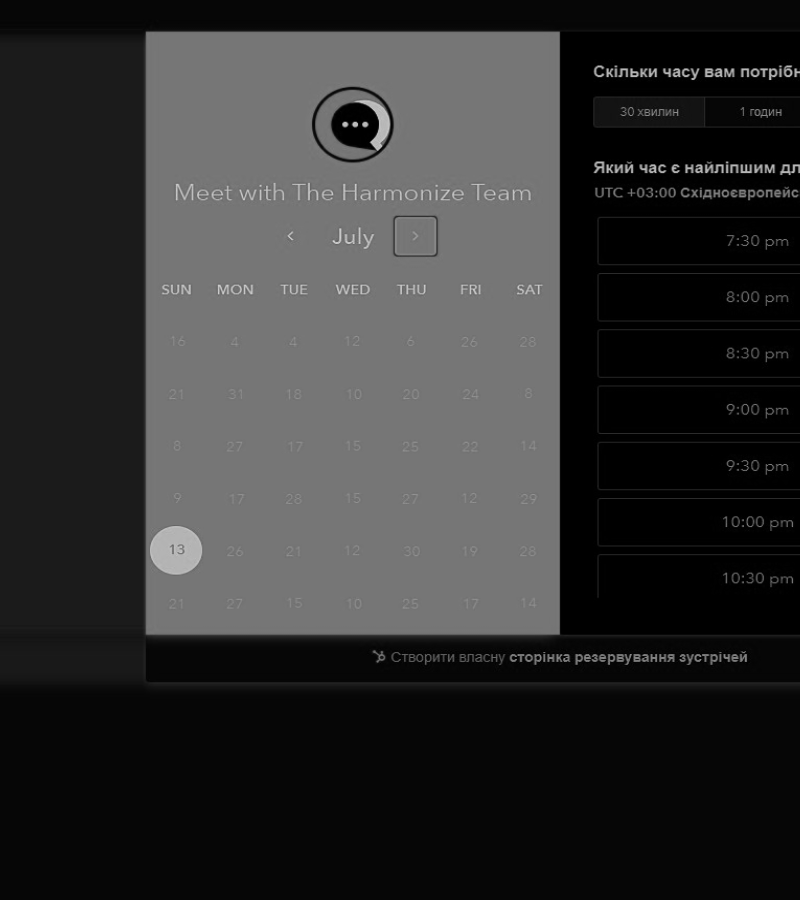 Meet with The Harmonize Team
July
SUN MON TUE WED THU FRI SAT
16 4 4 12 6 26 28
21 31 18 10 20 24 8
8 27 17 15 25 22 14
9 17 28 15 27 12 29
13 26 21 12 30 19 28
21 27 15 10 25 17 14
Скільки часу вам
30 хвилин 1 годин
Який час є найліпшим
UTC +03:00
7:30 pm
8:00 pm
8:30 pm
9:00 pm
9:30 pm
10:00 pm
10:30 pm
Створити власну сторінка резервування зустрічей